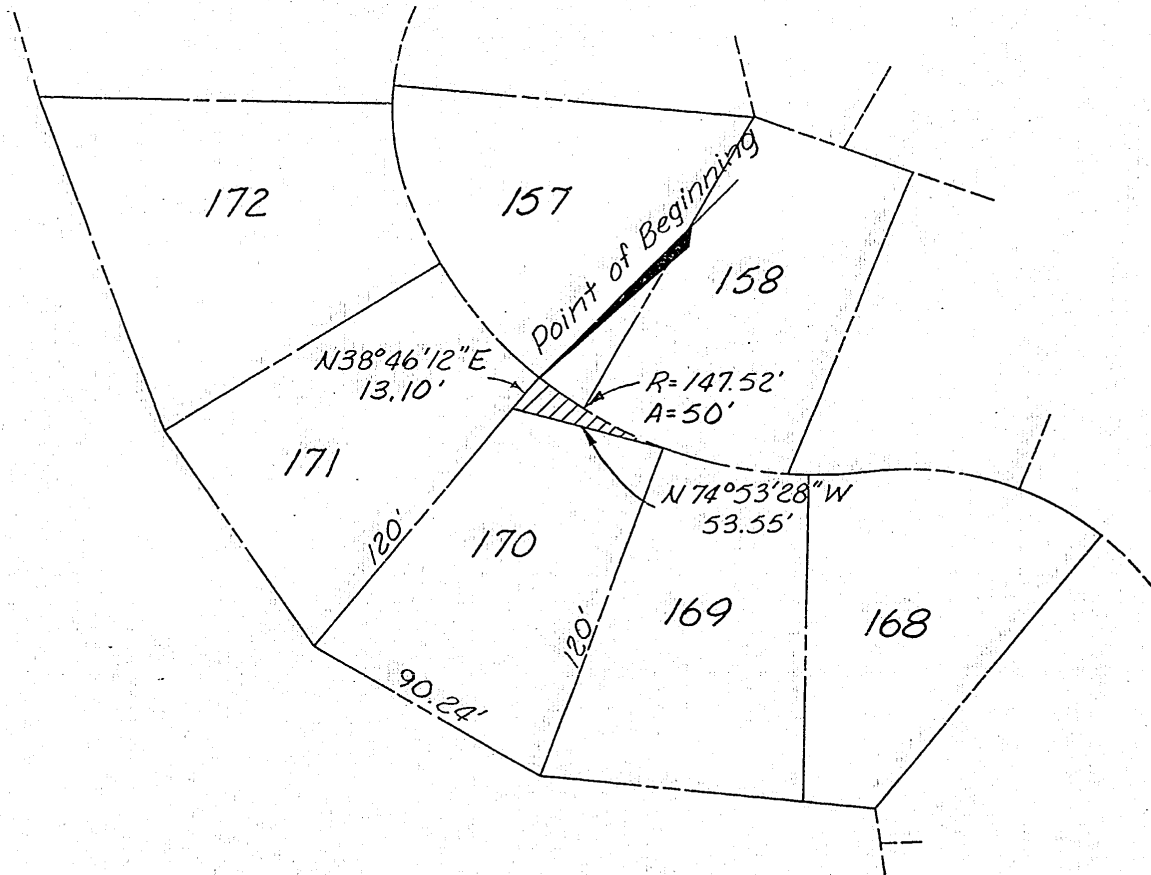 172
157
Point of Beginning
158
N38°46'12"E
13.10'
R=147.52'
A=50'
171
N74°53'28"W
53.55'
120'
170
169
168
120'
90.24'